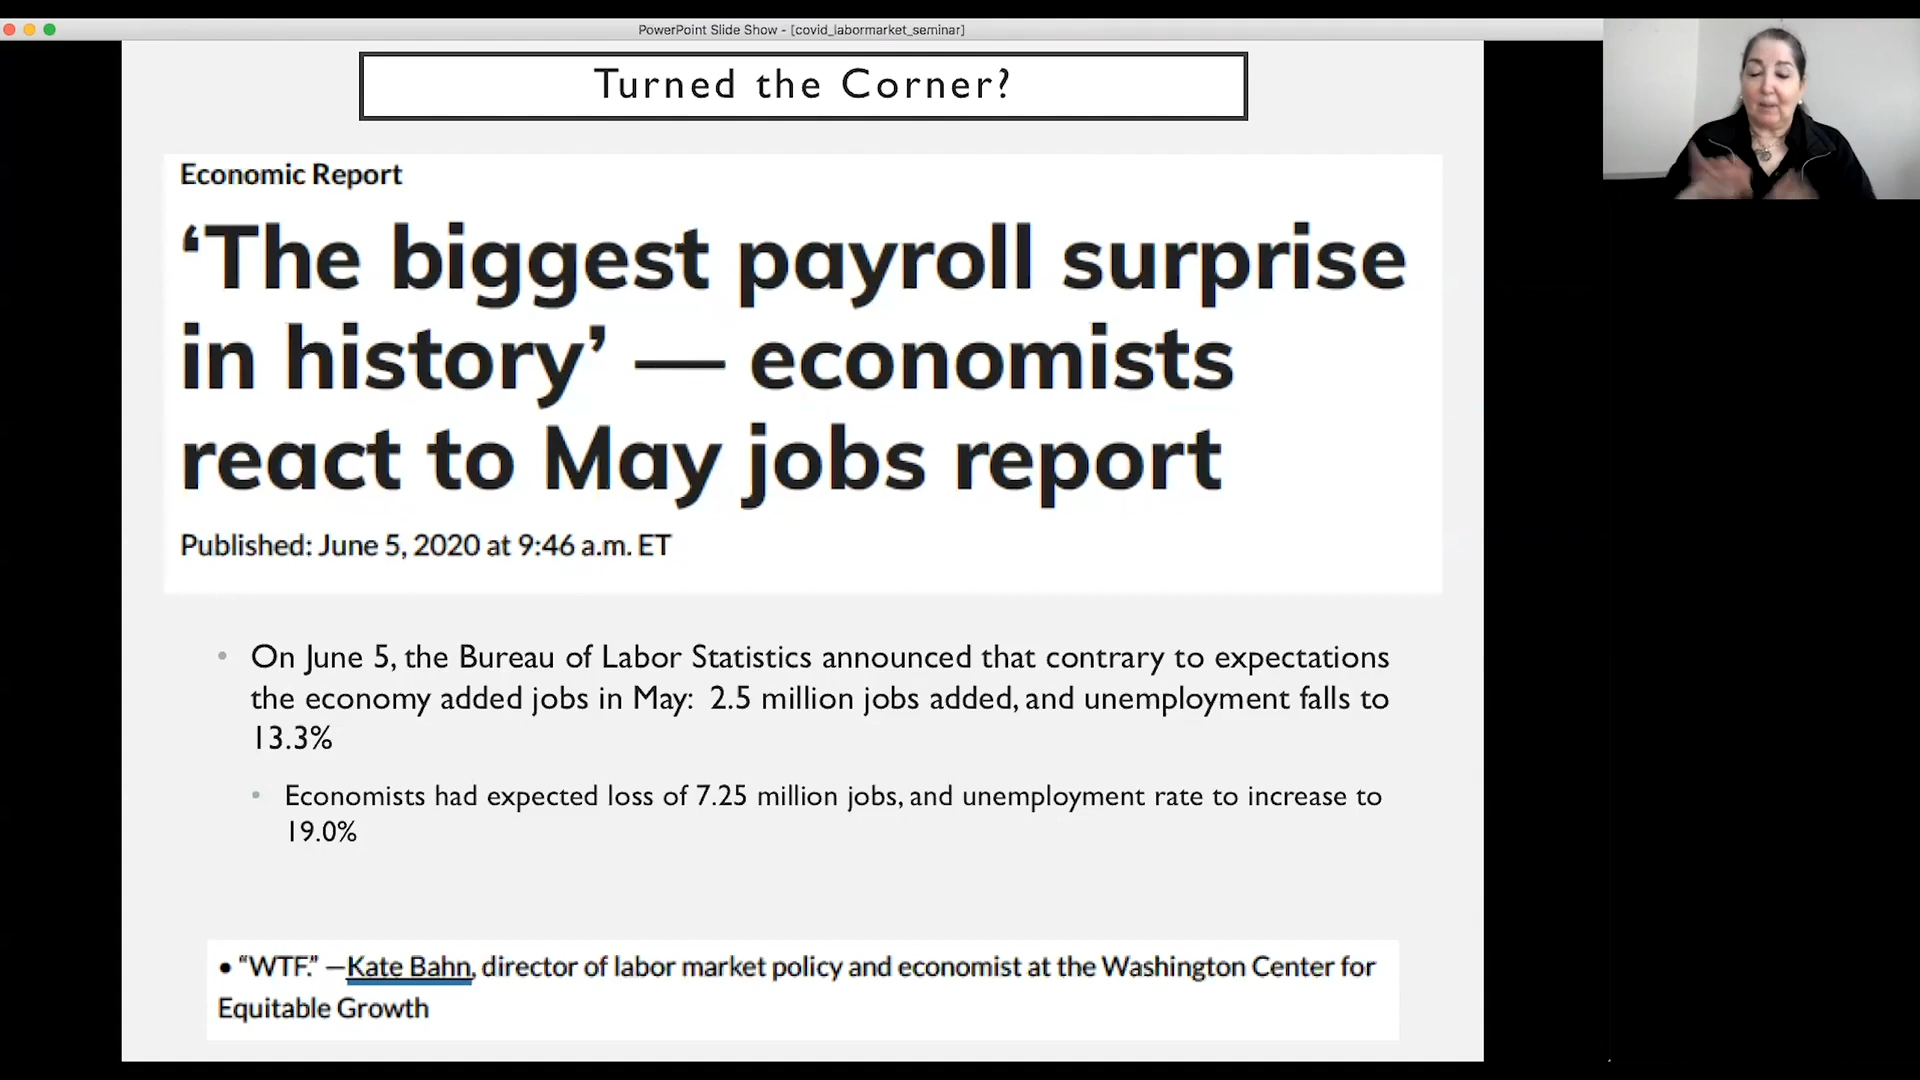 PowerPoint Slide Show - [covid_labormarket_seminar]
Turned the Corner?
Economic Report
‘The biggest payroll surprise
in history’ — economists
react to May jobs report
Published: June 5, 2020 at 9:46 a.m. ET
• On June 5, the Bureau of Labor Statistics announced that contrary to expectations
the economy added jobs in May:  2.5 million jobs added, and unemployment falls to
13.3%
• Economists had expected loss of 7.25 million jobs, and unemployment rate to increase to
19.0%
• “WTF.” —Kate Bahn, director of labor market policy and economist at the Washington Center for
Equitable Growth